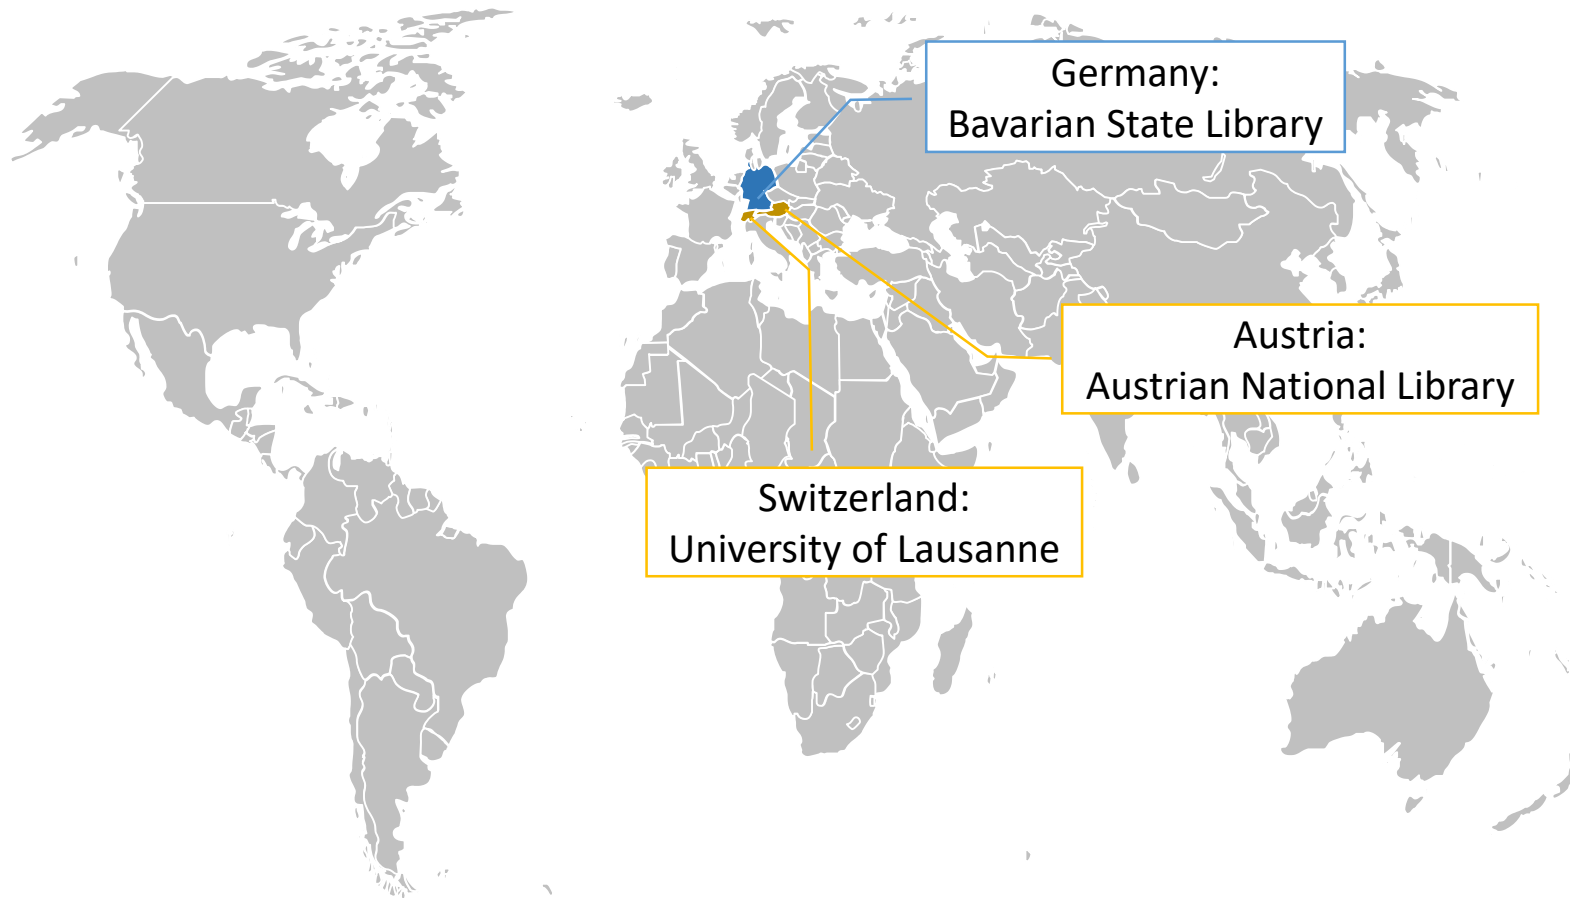 Germany:
Bavarian State Library
Austria:
Austrian National Library
Switzerland:
University of Lausanne